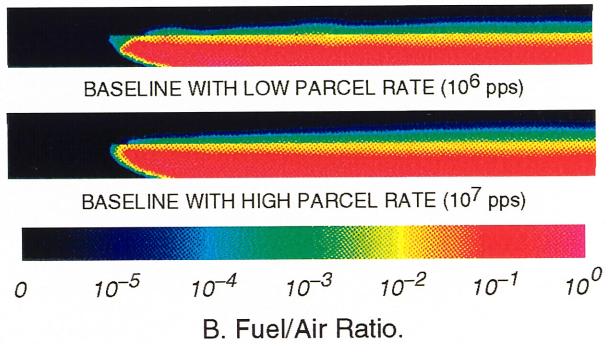 BASELINE WITH LOW PARCEL RATE (10⁶ pps)
BASELINE WITH HIGH PARCEL RATE (10⁷ pps)
0 10⁻⁵ 10⁻⁴ 10⁻³ 10⁻² 10⁻¹ 10⁰
B. Fuel/Air Ratio.